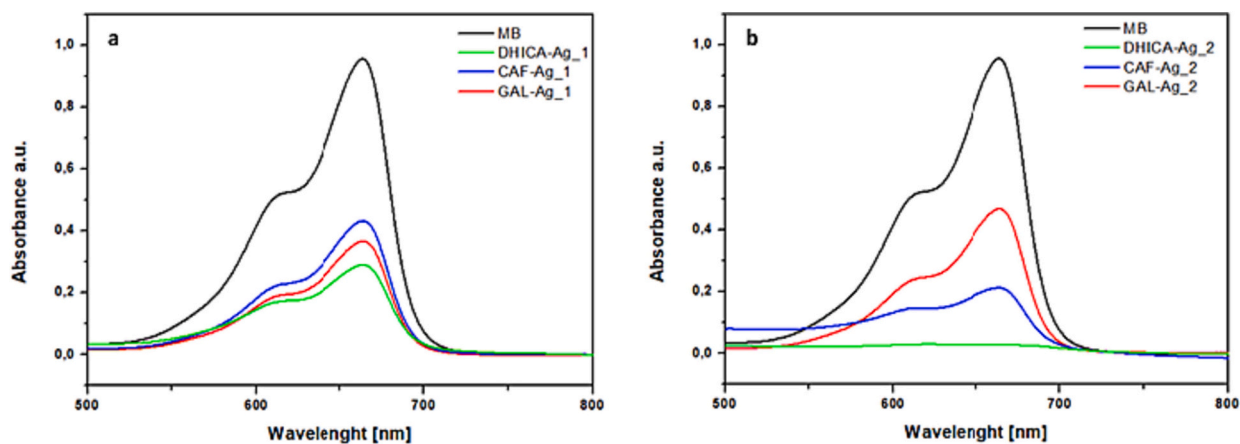 a
MB
DHICA-Ag_1
CAF-Ag_1
GAL-Ag_1
Absorbance a.u.
1,0
0,8
0,6
0,4
0,2
0,0
500
600
700
800
Wavelenght [nm]
b
MB
DHICA-Ag_2
CAF-Ag_2
GAL-Ag_2
Absorbance a.u.
1,0
0,8
0,6
0,4
0,2
0,0
500
600
700
800
Wavelenght [nm]